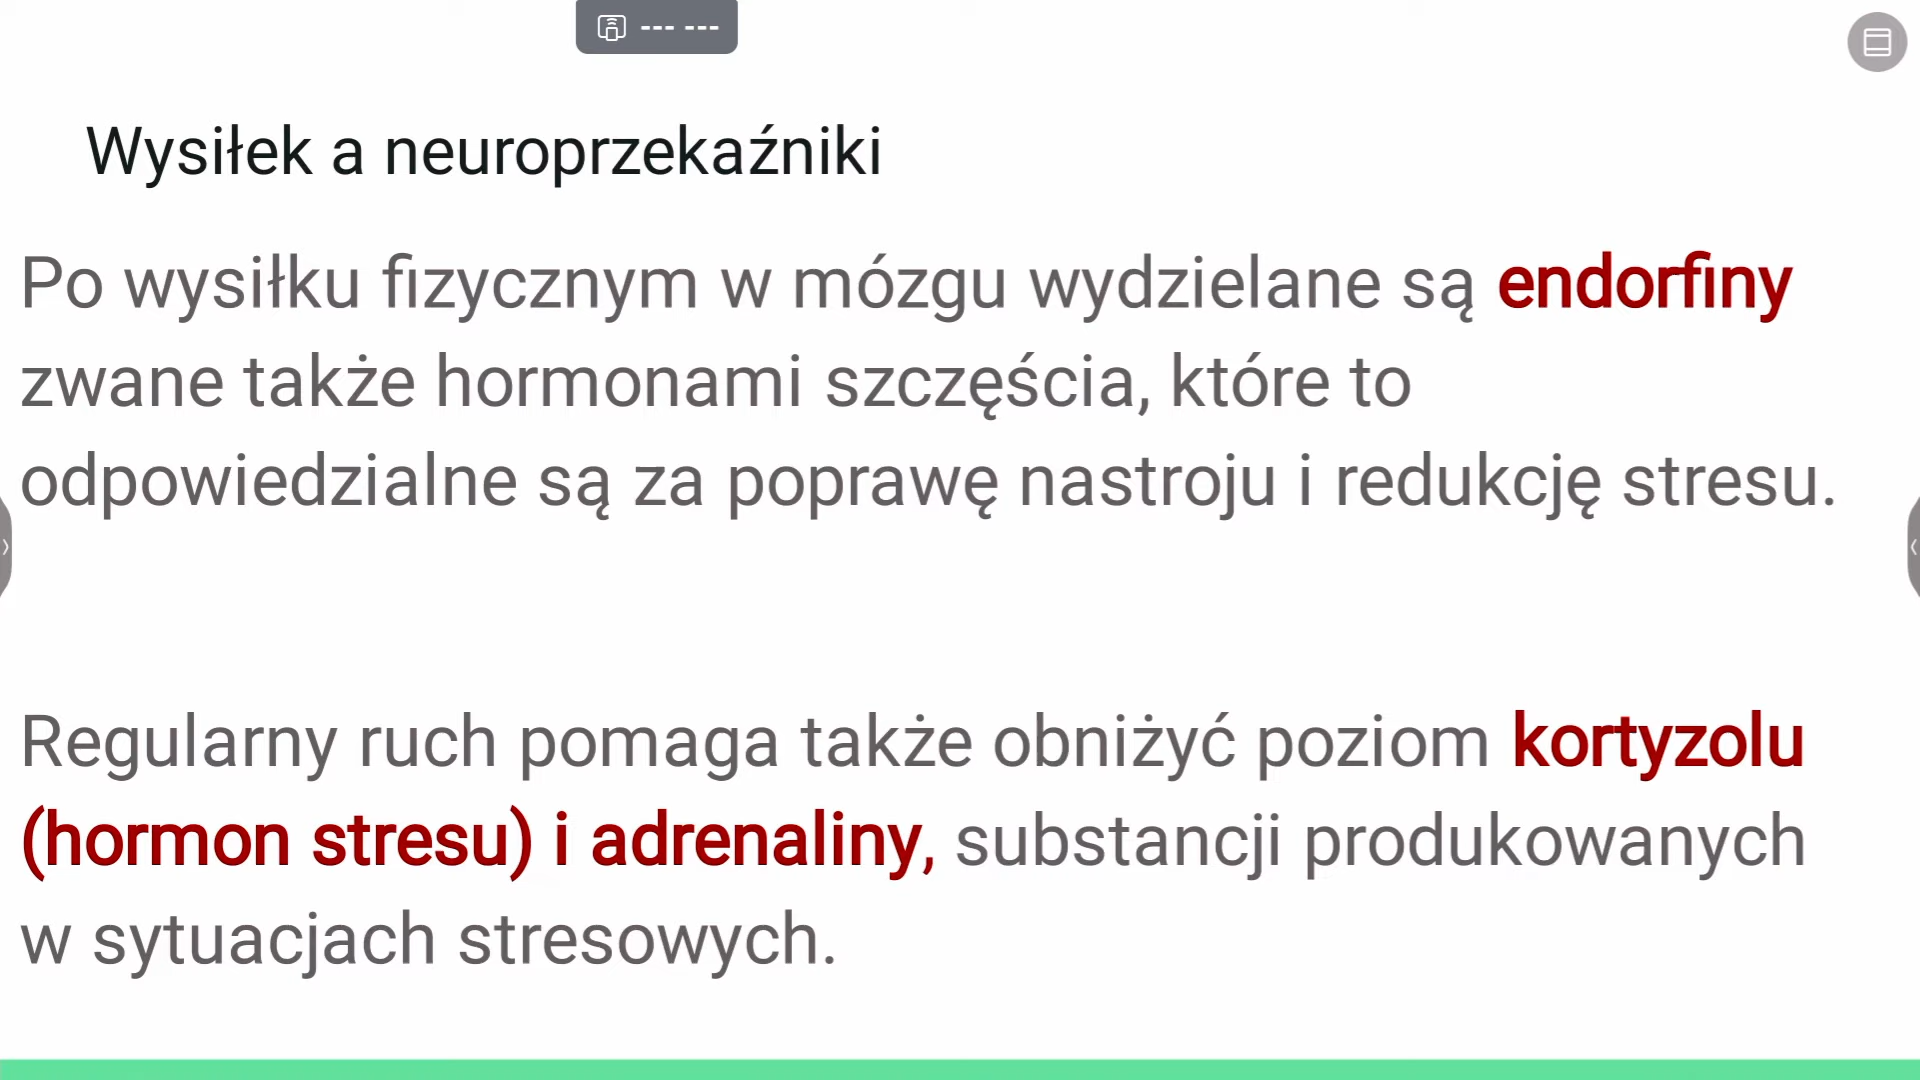 --- ---
Wysiłek a neuroprzekaźniki
Po wysiłku fizycznym w mózgu wydzielane są endorfiny
zwane także hormonami szczęścia, które to
odpowiedzialne są za poprawę nastroju i redukcję stresu.
Regularny ruch pomaga także obniżyć poziom kortyzolu
(hormon stresu) i adrenaliny, substancji produkowanych
w sytuacjach stresowych.